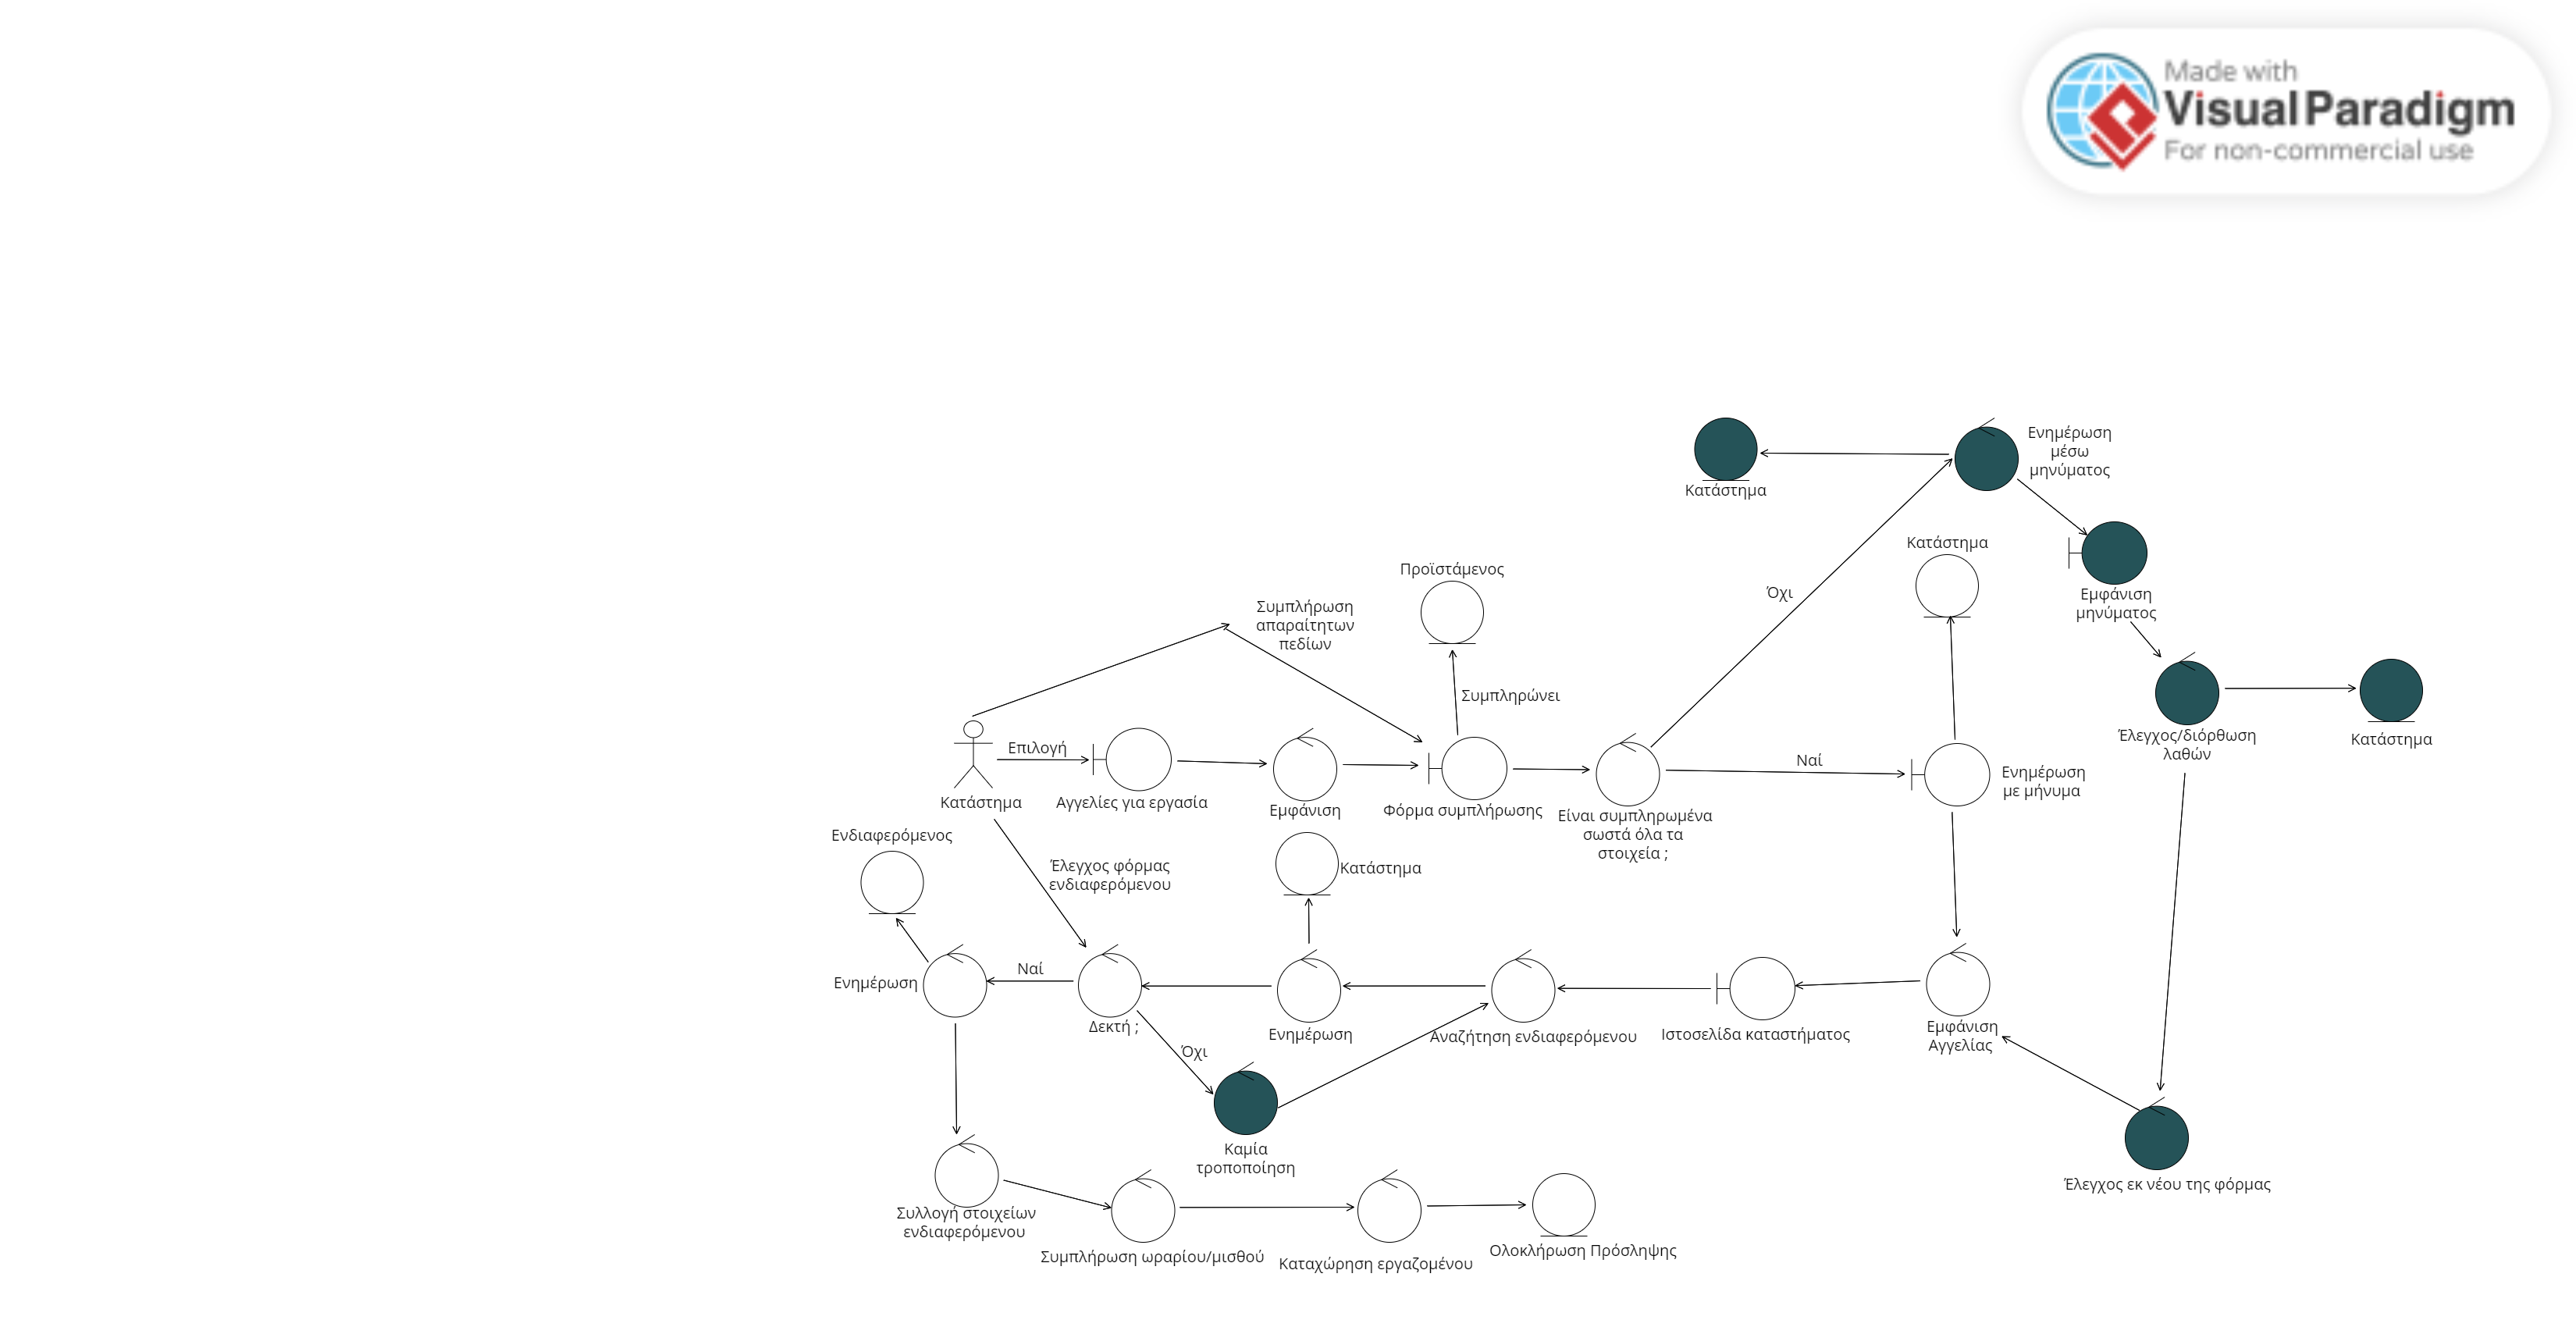 Made with
Visual Paradigm
For non-commercial use
Ενημέρωση
μέσω
μηνύματος
Κατάστημα
Κατάστημα
Προϊστάμενος
Όχι
Εμφάνιση
μηνύματος
Συμπλήρωση
απαραίτητων
πεδίων
Συμπληρώνει
Έλεγχος/διόρθωση
λαθών
Κατάστημα
Επιλογή
Ναί
Ενημέρωση
με μήνυμα
Κατάστημα
Αγγελίες για εργασία
Εμφάνιση
Φόρμα συμπλήρωσης
Είναι συμπληρωμένα
σωστά όλα τα
στοιχεία ;
Ενδιαφερόμενος
Έλεγχος φόρμας
ενδιαφερόμενου
Κατάστημα
Ναί
Ενημέρωση
Δεκτή ;
Ενημέρωση
Αναζήτηση ενδιαφερόμενου
Ιστοσελίδα καταστήματος
Εμφάνιση
Αγγελίας
Όχι
Καμία
τροποποίηση
Έλεγχος εκ νέου της φόρμας
Συλλογή στοιχείων
ενδιαφερόμενου
Συμπλήρωση ωραρίου/μισθού
Καταχώρηση εργαζομένου
Ολοκλήρωση Πρόσληψης